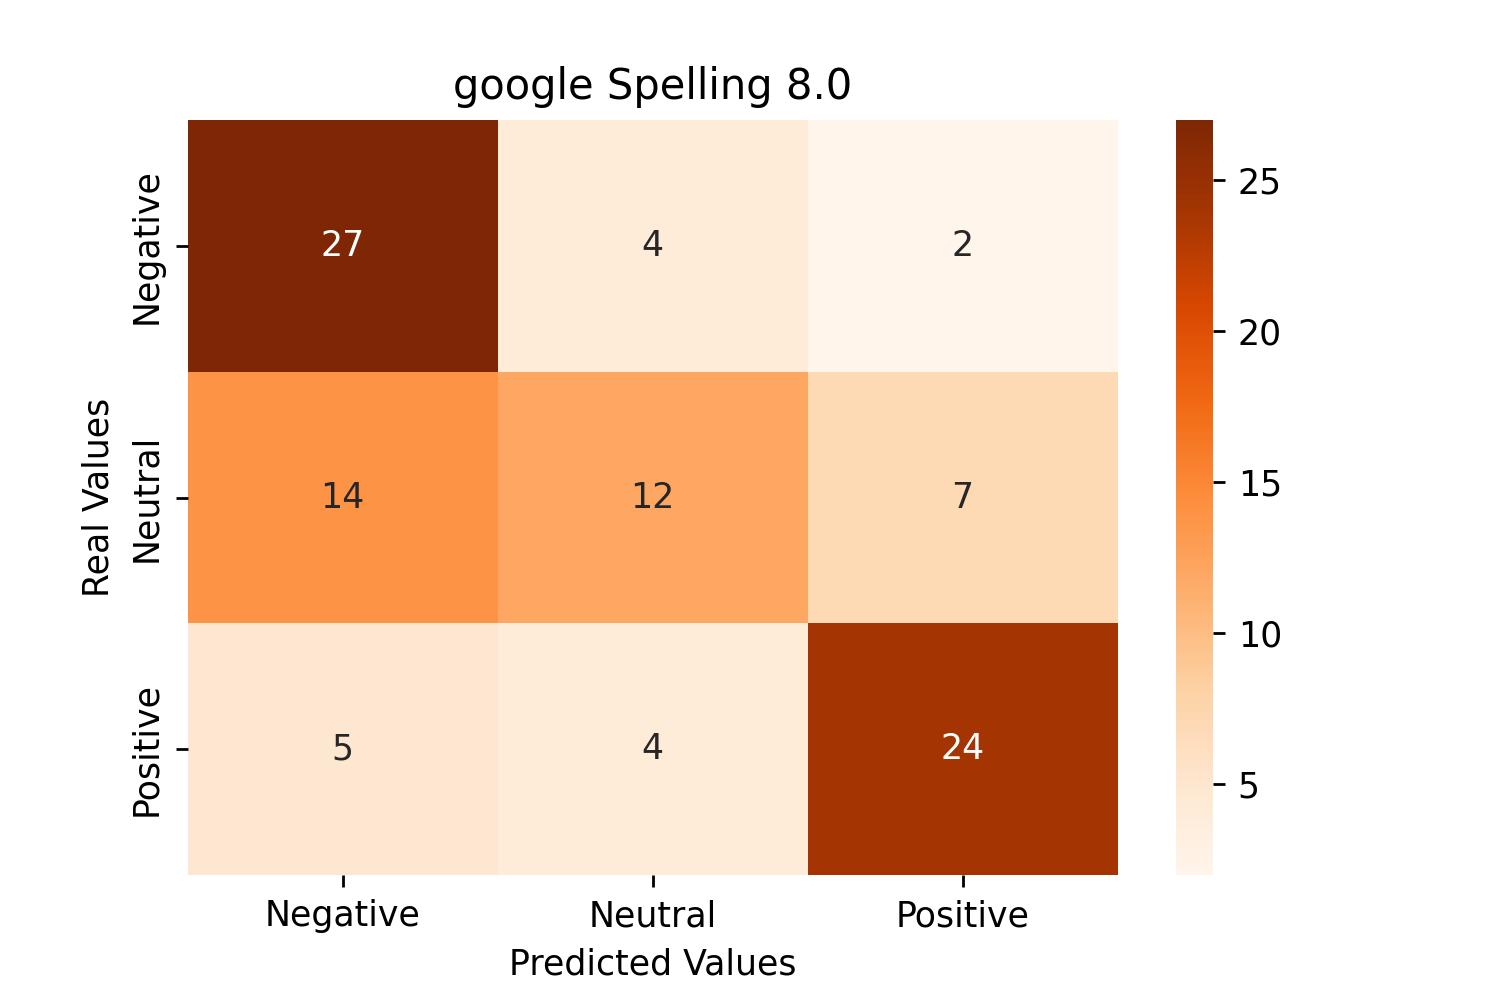 google Spelling 8.0
Real Values
Negative
27 4 2
Neutral
14 12 7
Positive
5 4 24
Negative Neutral Positive
Predicted Values
25
20
15
10
5